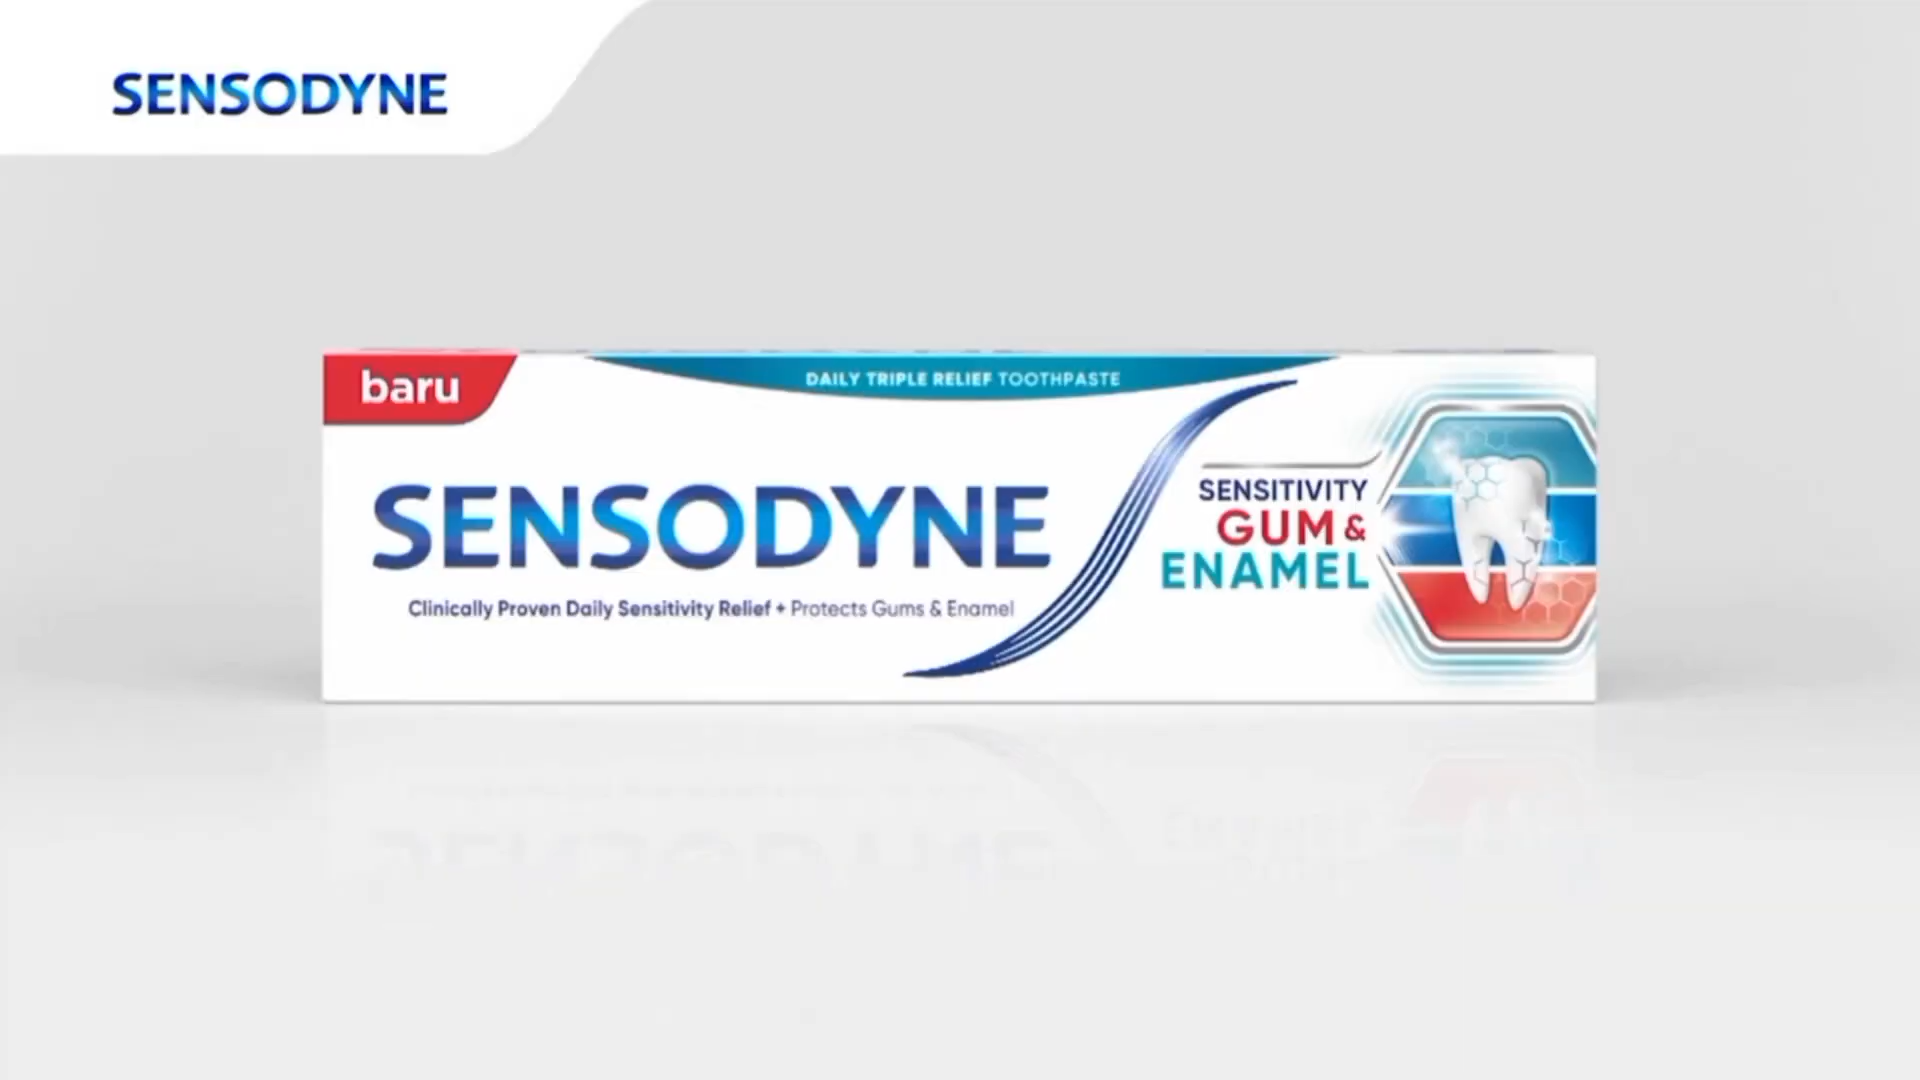 SENSODYNE
baru
DAILY TRIPLE RELIEF TOOTHPASTE
SENSODYNE
Clinically Proven Daily Sensitivity Relief + Protects Gums & Enamel
SENSITIVITY
GUM &
ENAMEL